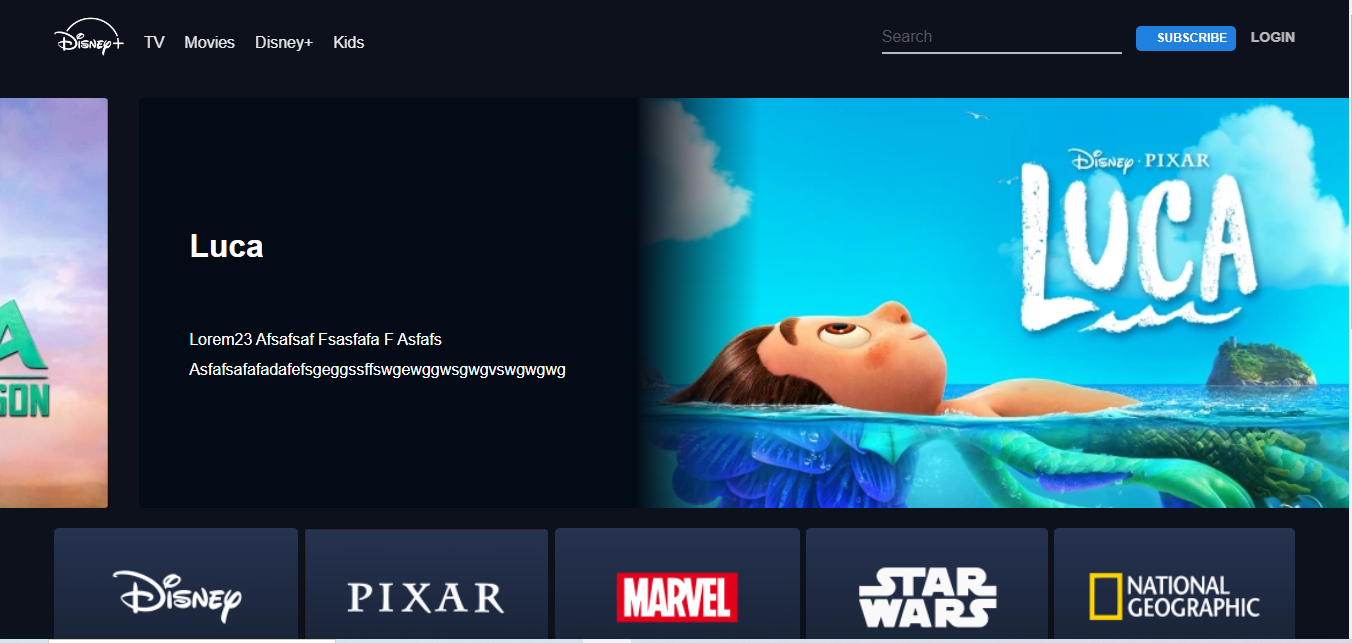 Disney+
TV Movies Disney+ Kids
Search
SUBSCRIBE
LOGIN
A
GON
Luca
Lorem23 Afsafsaf Fsasfafa F Asfafs
Asfafsafafadafefsgeggssffswgewggwsgwgvswgwgwg
Disney · PIXAR
LUCA
Disney
PIXAR
MARVEL
STAR
WARS
NATIONAL
GEOGRAPHIC